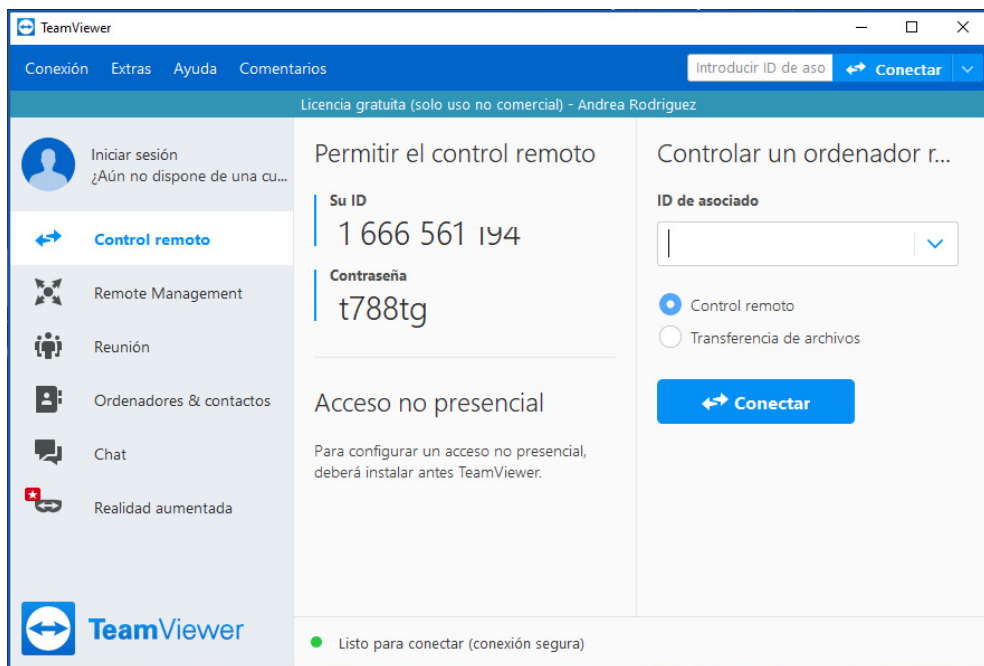 TeamViewer
Conexión Extras Ayuda Comentarios
Introducir ID de aso
Conectar
Licencia gratuita (solo uso no comercial) - Andrea Rodriguez
Iniciar sesión
¿Aún no dispone de una cu...
Control remoto
Remote Management
Reunión
Ordenadores & contactos
Chat
Realidad aumentada
TeamViewer
Permitir el control remoto
Su ID
1 666 561 194
Contraseña
t788tg
Acceso no presencial
Para configurar un acceso no presencial,
deberá instalar antes TeamViewer.
Controlar un ordenador r...
ID de asociado
Control remoto
Transferencia de archivos
Conectar
Listo para conectar (conexión segura)